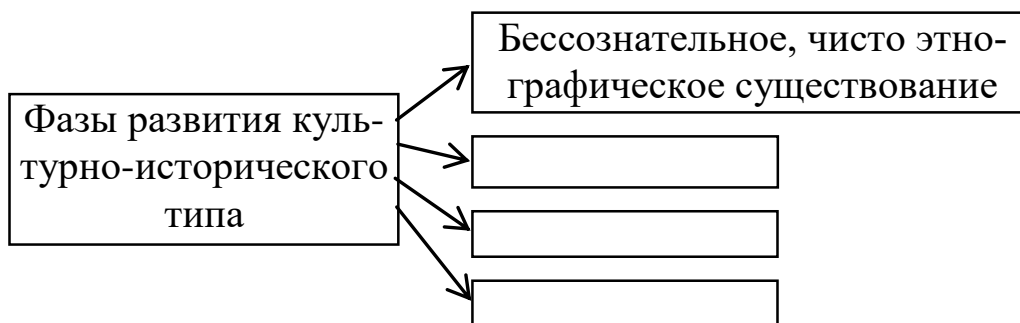 Бессознательное, чисто этно-
графическое существование
Фазы развития куль-
турно-исторического
типа